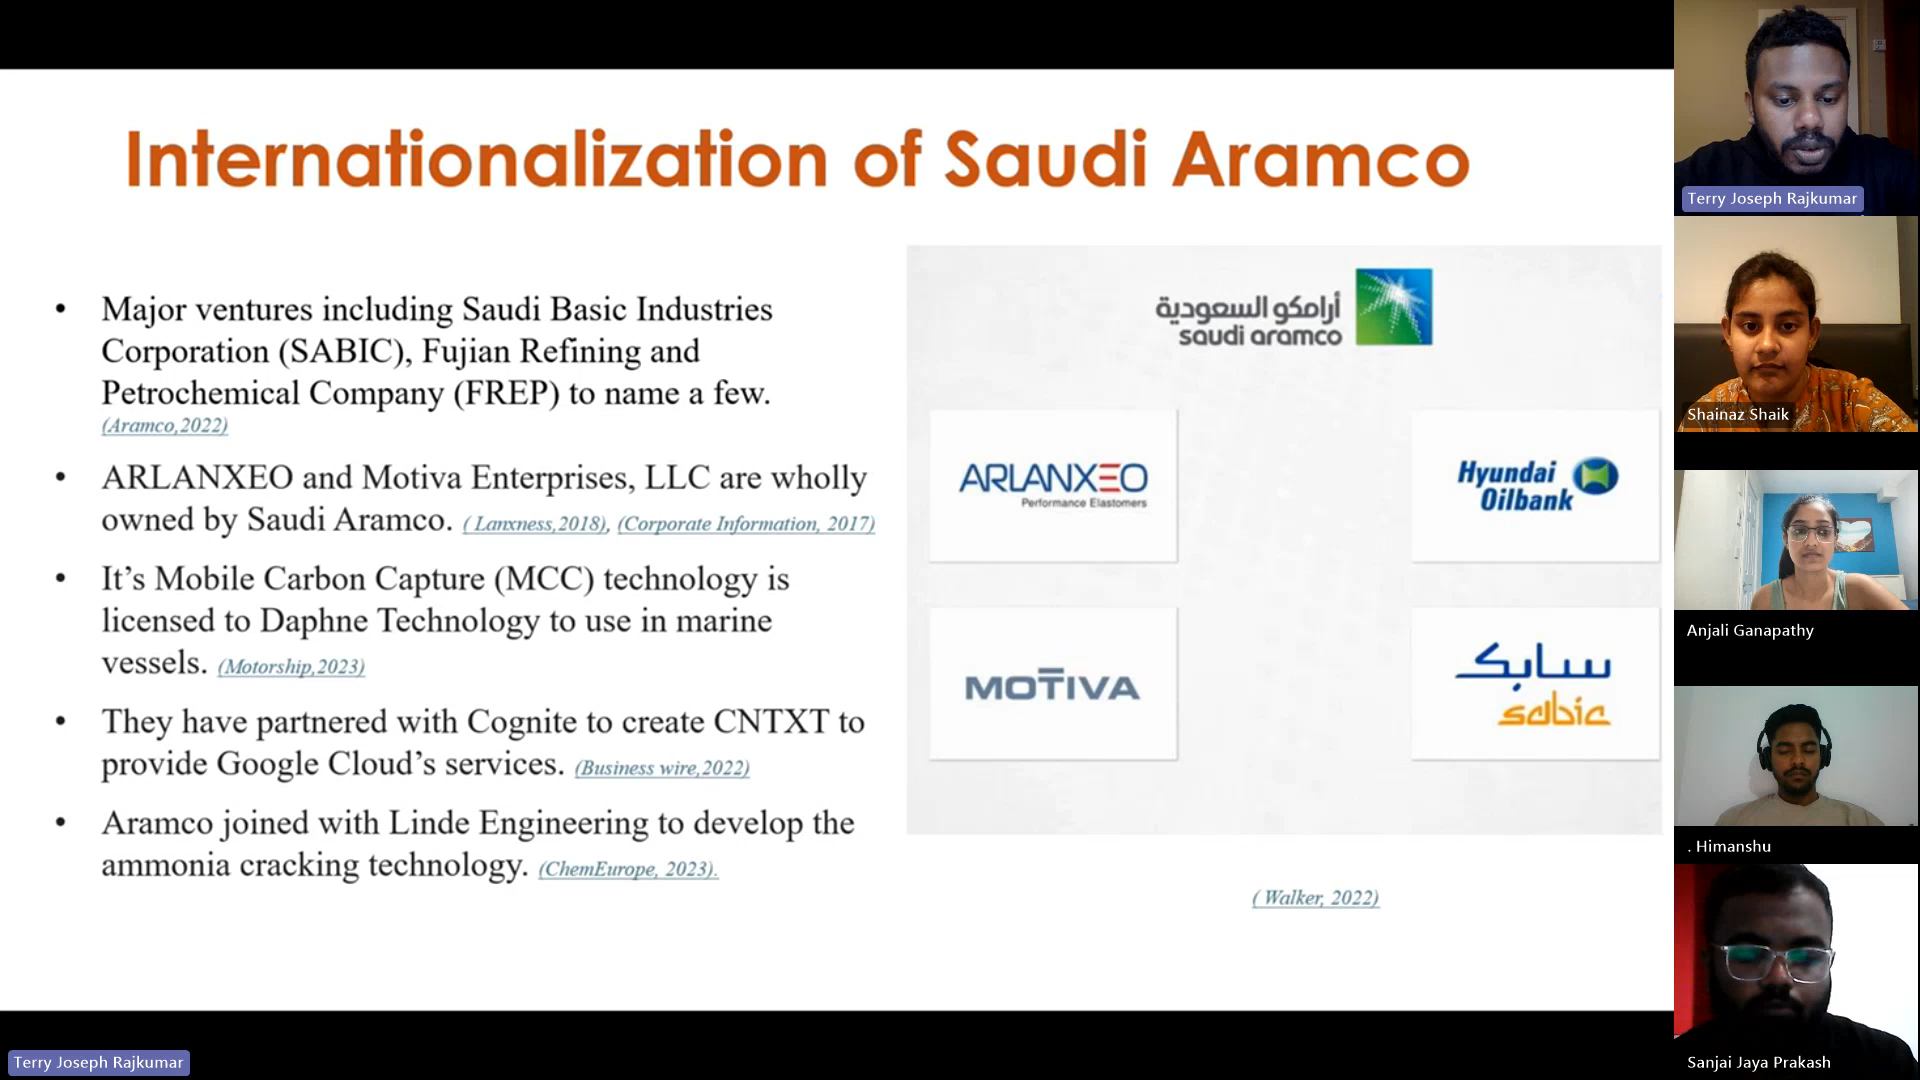 Internationalization of Saudi Aramco
• Major ventures including Saudi Basic Industries
Corporation (SABIC), Fujian Refining and
Petrochemical Company (FREP) to name a few.
(Aramco,2022)
• ARLANXEO and Motiva Enterprises, LLC are wholly
owned by Saudi Aramco. ( Lanxness,2018), (Corporate Information, 2017)
• It’s Mobile Carbon Capture (MCC) technology is
licensed to Daphne Technology to use in marine
vessels. (Motorship,2023)
• They have partnered with Cognite to create CNTXT to
provide Google Cloud’s services. (Business wire,2022)
• Aramco joined with Linde Engineering to develop the
ammonia cracking technology. (ChemEurope, 2023).
أرامكو السعودية
saudi aramco
ARLANXEO
Performance Elastomers
Hyundai
Oilbank
MOTIVA
سابك
sabic
( Walker, 2022)
Terry Joseph Rajkumar
Shainaz Shaik
Anjali Ganapathy
. Himanshu
Sanjai Jaya Prakash
Terry Joseph Rajkumar